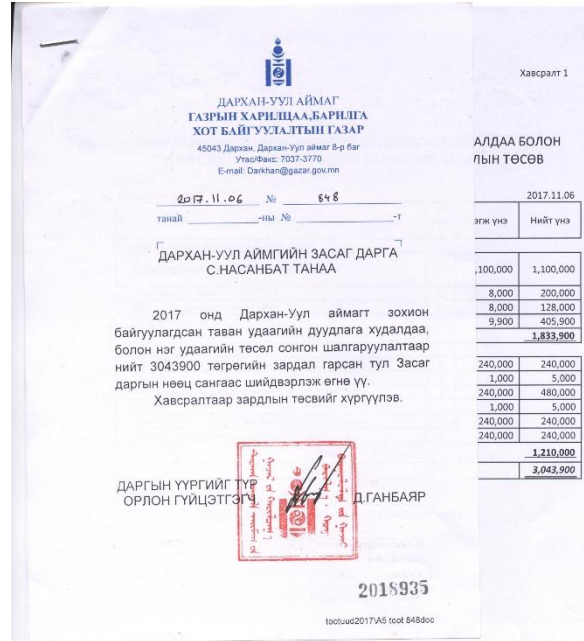 ДАРХАН-УУЛ АЙМАГ
ГАЗРЫН ХАРИЛЦАА,БАРИЛГА
ХОТ БАЙГУУЛАЛТЫН ГАЗАР
45043 Дархан, Дархан-Уул аймаг 8-р баг
Утас/Факс: 7037-3770
E-mail: Darkhan@gazar.gov.mn
2017.11.06 № 848
танай -ны № -т
ДАРХАН-УУЛ АЙМГИЙН ЗАСАГ ДАРГА
С.НАСАНБАТ ТАНАА
2017 онд Дархан-Уул аймагт зохион
байгуулагдсан таван удаагийн дуудлага худалдаа,
болон нэг удаагийн төсөл сонгон шалгаруулалтаар
нийт 3043900 төгрөгийн зардал гарсан тул Засаг
даргын нөөц сангаас шийдвэрлэж өгнө үү.
Хавсралтаар зардлын төсвийг хүргүүлэв.
ДАРГЫН ҮҮРГИЙГ ТҮР
ОРЛОН ГҮЙЦЭТГЭГЧ Д.ГАНБАЯР
2018935
tootuud2017\A5 toot 848doc
Хавсралт 1
АЛДАА БОЛОН
ЛЫН ТӨСӨВ
2017.11.06
эгж үнэ Нийт үнэ
,100,000 1,100,000
8,000 200,000
8,000 128,000
9,900 405,900
1,833,900
240,000 240,000
1,000 5,000
240,000 480,000
1,000 5,000
240,000 240,000
240,000 240,000
1,210,000
3,043,900